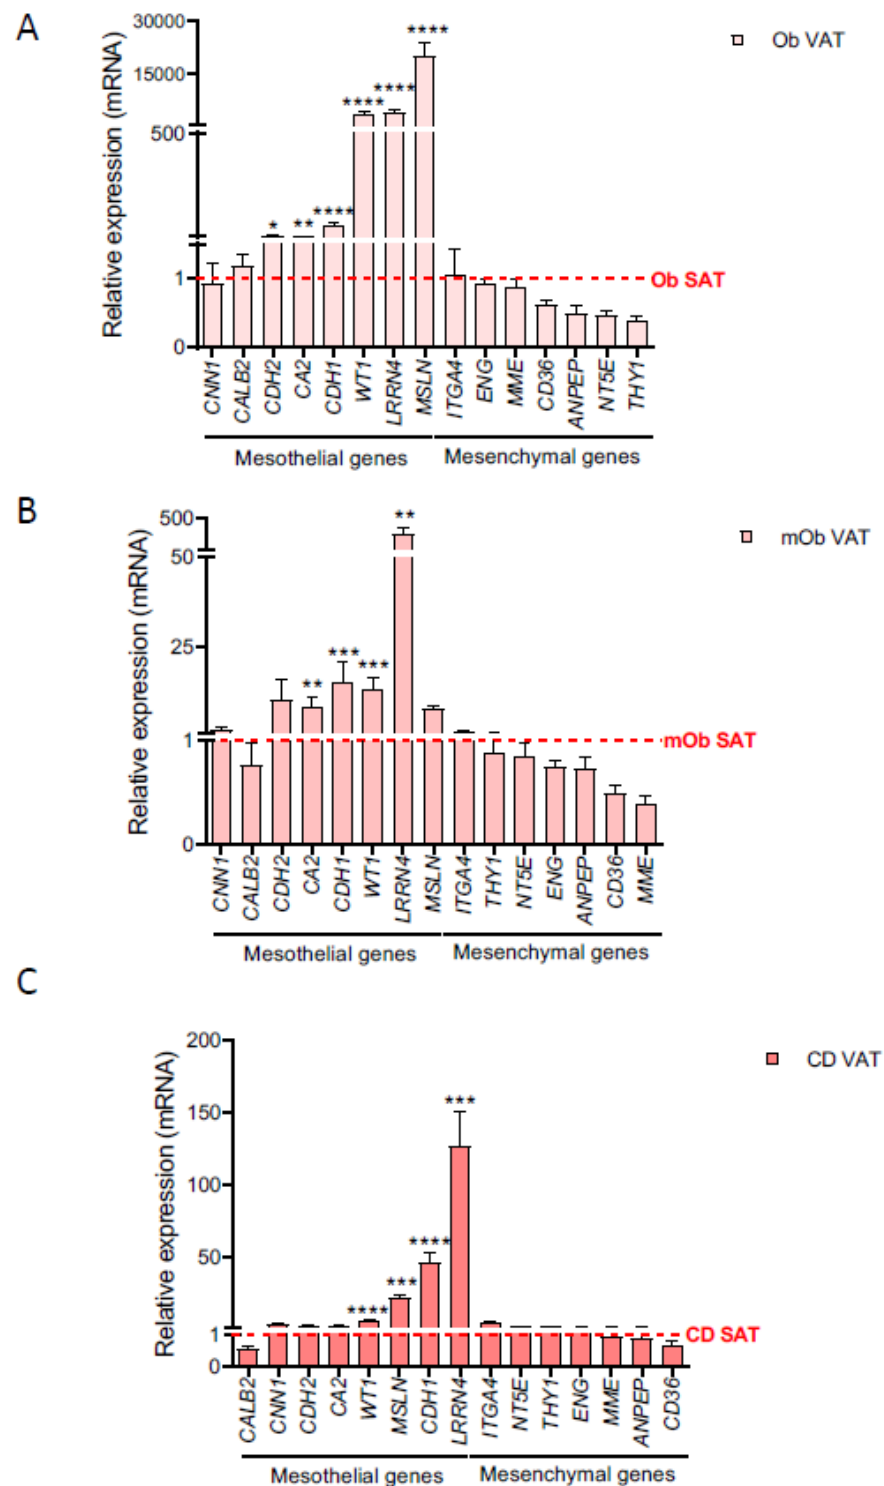 A
Ob VAT
Relative expression (mRNA)
30000
15000
500
1
0
* ** **** **** **** ****
Ob SAT
CNN1 CALB2 CDH2 CA2 CDH1 WT1 LRRN4 MSLN ITGA4 ENG MME CD36 ANPEP NT5E THY1
Mesothelial genes Mesenchymal genes
B
mOb VAT
Relative expression (mRNA)
500
50
25
1
0
** *** *** **
mOb SAT
CNN1 CALB2 CDH2 CA2 CDH1 WT1 LRRN4 MSLN ITGA4 THY1 NT5E ENG ANPEP CD36 MME
Mesothelial genes Mesenchymal genes
C
CD VAT
Relative expression (mRNA)
200
150
100
50
1
0
**** *** **** ***
CD SAT
CALB2 CNN1 CDH2 CA2 WT1 MSLN CDH1 LRRN4 ITGA4 NT5E THY1 ENG MME ANPEP CD36
Mesothelial genes Mesenchymal genes